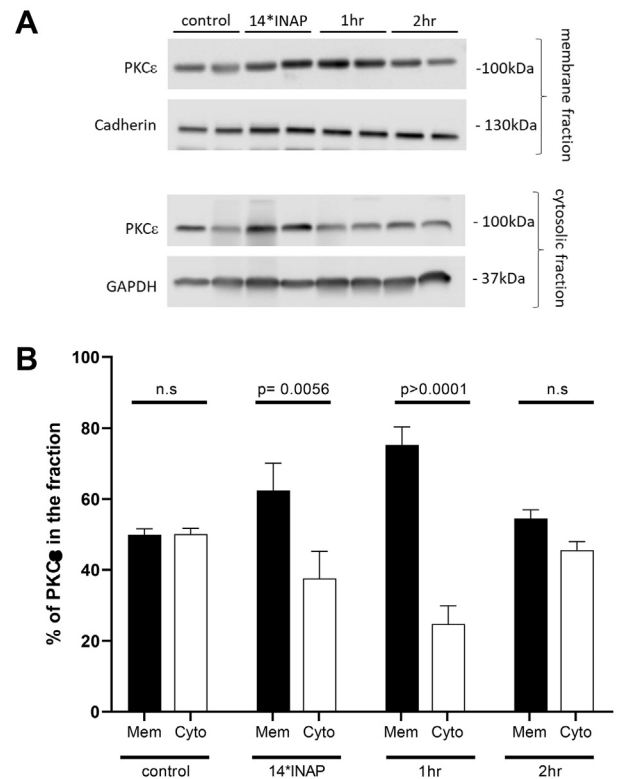 A
control 14*INAP 1hr 2hr
PKCε -100kDa
Cadherin - 130kDa
membrane fraction
PKCε - 100kDa
GAPDH - 37kDa
cytosolic fraction
B
% of PKCε in the fraction
100
80
60
40
20
0
n.s p= 0.0056 p>0.0001 n.s
Mem Cyto Mem Cyto Mem Cyto Mem Cyto
control 14*INAP 1hr 2hr